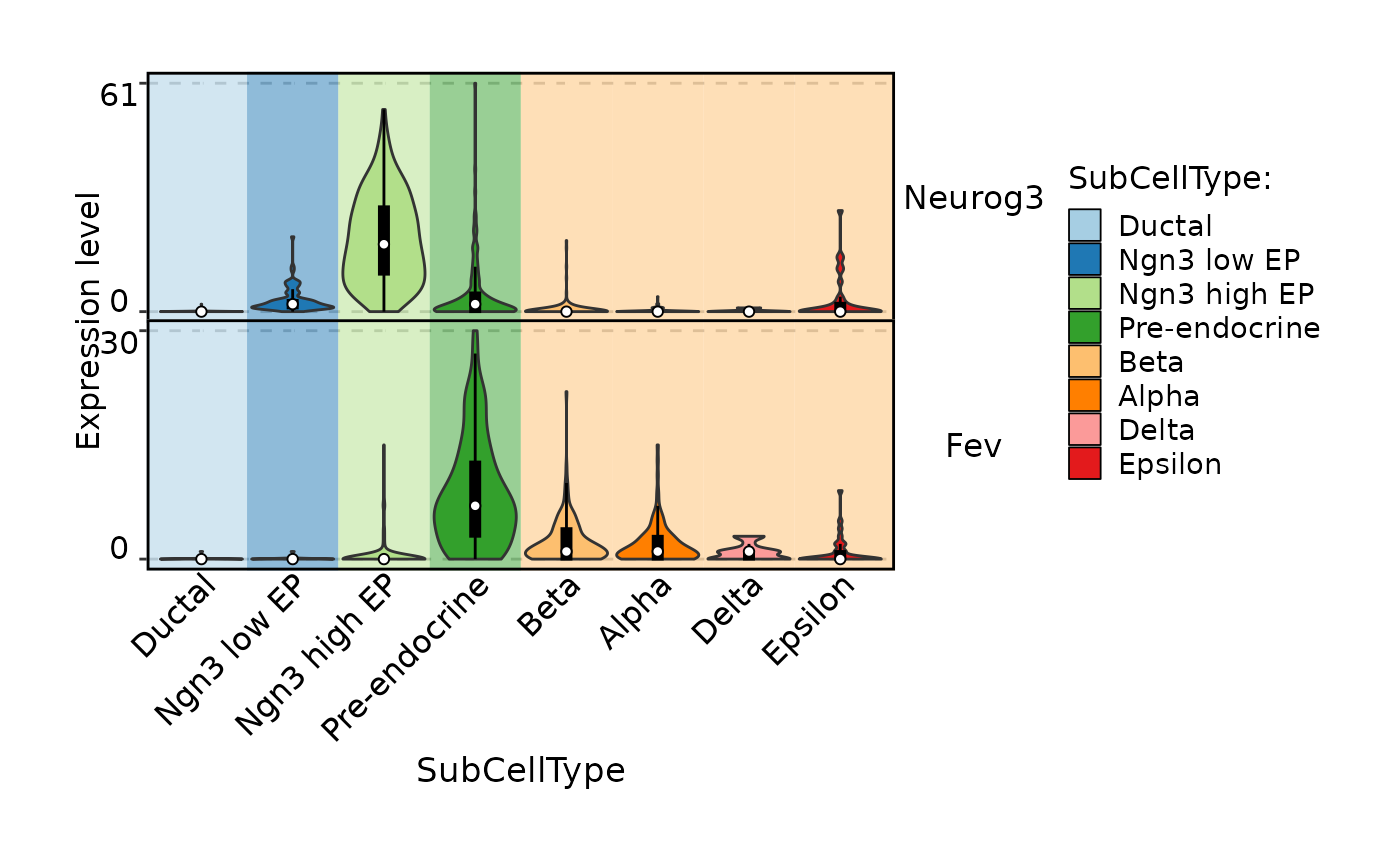 Expression level
61
0
Neurog3
30
0
Fev
Ductal
Ngn3 low EP
Ngn3 high EP
Pre-endocrine
Beta
Alpha
Delta
Epsilon
SubCellType
SubCellType:
Ductal
Ngn3 low EP
Ngn3 high EP
Pre-endocrine
Beta
Alpha
Delta
Epsilon